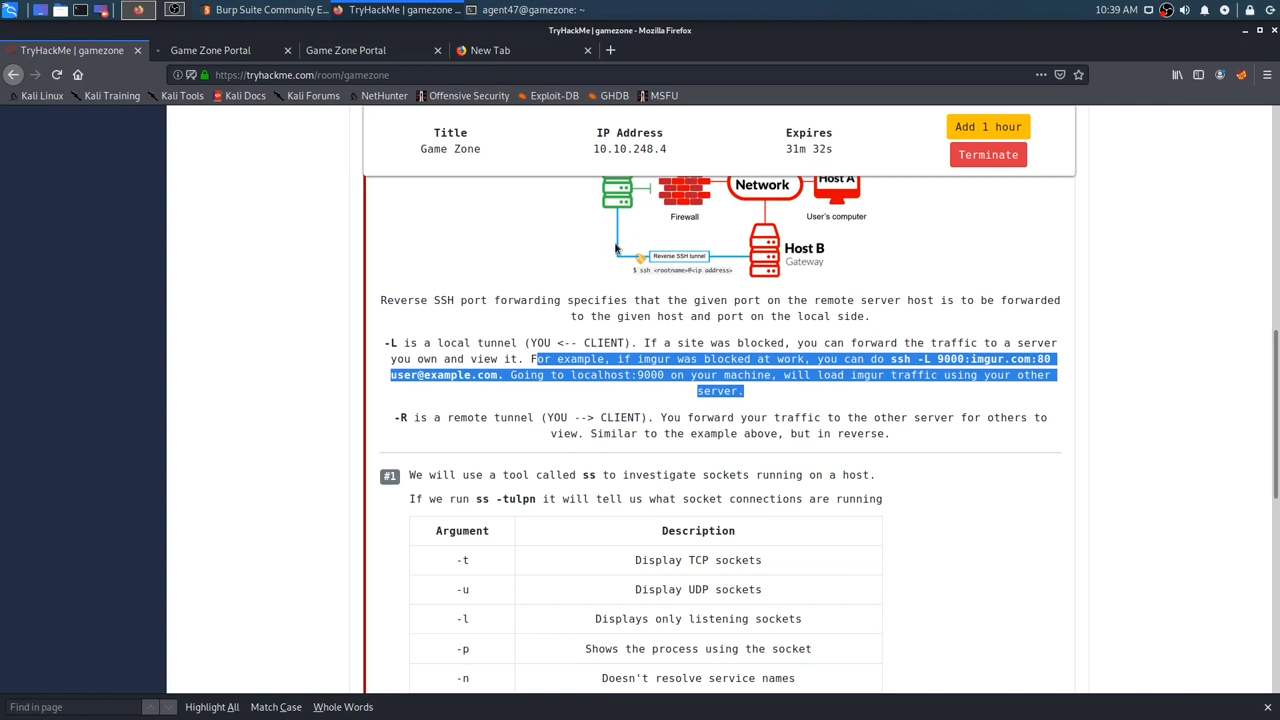 Burp Suite Community E...
TryHackMe | gamezone ...
agent47@gamezone: ~
10:39 AM
TryHackMe | gamezone - Mozilla Firefox
TryHackMe | gamezone
Game Zone Portal
Game Zone Portal
New Tab
https://tryhackme.com/room/gamezone
Kali Linux
Kali Training
Kali Tools
Kali Docs
Kali Forums
NetHunter
Offensive Security
Exploit-DB
GHDB
MSFU
Title
IP Address
Expires
Add 1 hour
Game Zone
10.10.248.4
31m 32s
Terminate
Network
Host A
Firewall
User's computer
Host B
Gateway
Reverse SSH tunnel
$ ssh <rootname>@<ip address>
Reverse SSH port forwarding specifies that the given port on the remote server host is to be forwarded
to the given host and port on the local side.
-L is a local tunnel (YOU <-- CLIENT). If a site was blocked, you can forward the traffic to a server
you own and view it. For example, if imgur was blocked at work, you can do ssh -L 9000:imgur.com:80
user@example.com. Going to localhost:9000 on your machine, will load imgur traffic using your other
server.
-R is a remote tunnel (YOU --> CLIENT). You forward your traffic to the other server for others to
view. Similar to the example above, but in reverse.
#1 We will use a tool called ss to investigate sockets running on a host.
If we run ss -tulpn it will tell us what socket connections are running
Argument Description
-t Display TCP sockets
-u Display UDP sockets
-l Displays only listening sockets
-p Shows the process using the socket
-n Doesn't resolve service names
Find in page
Highlight All
Match Case
Whole Words